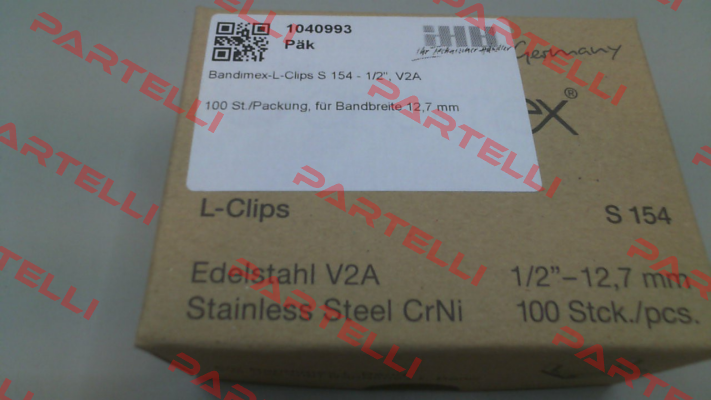 1040993
Päk
Bandimex-L-Clips S 154 - 1/2", V2A
100 St./Packung, für Bandbreite 12,7 mm
Germany
ex®
L-Clips
S 154
Edelstahl V2A
1/2”–12,7 mm
Stainless Steel CrNi
100 Stck./pcs.
PARTELLI
PARTELLI
PARTELLI
PARTELLI
PARTELLI
PARTELLI
PARTELLI
PARTELLI